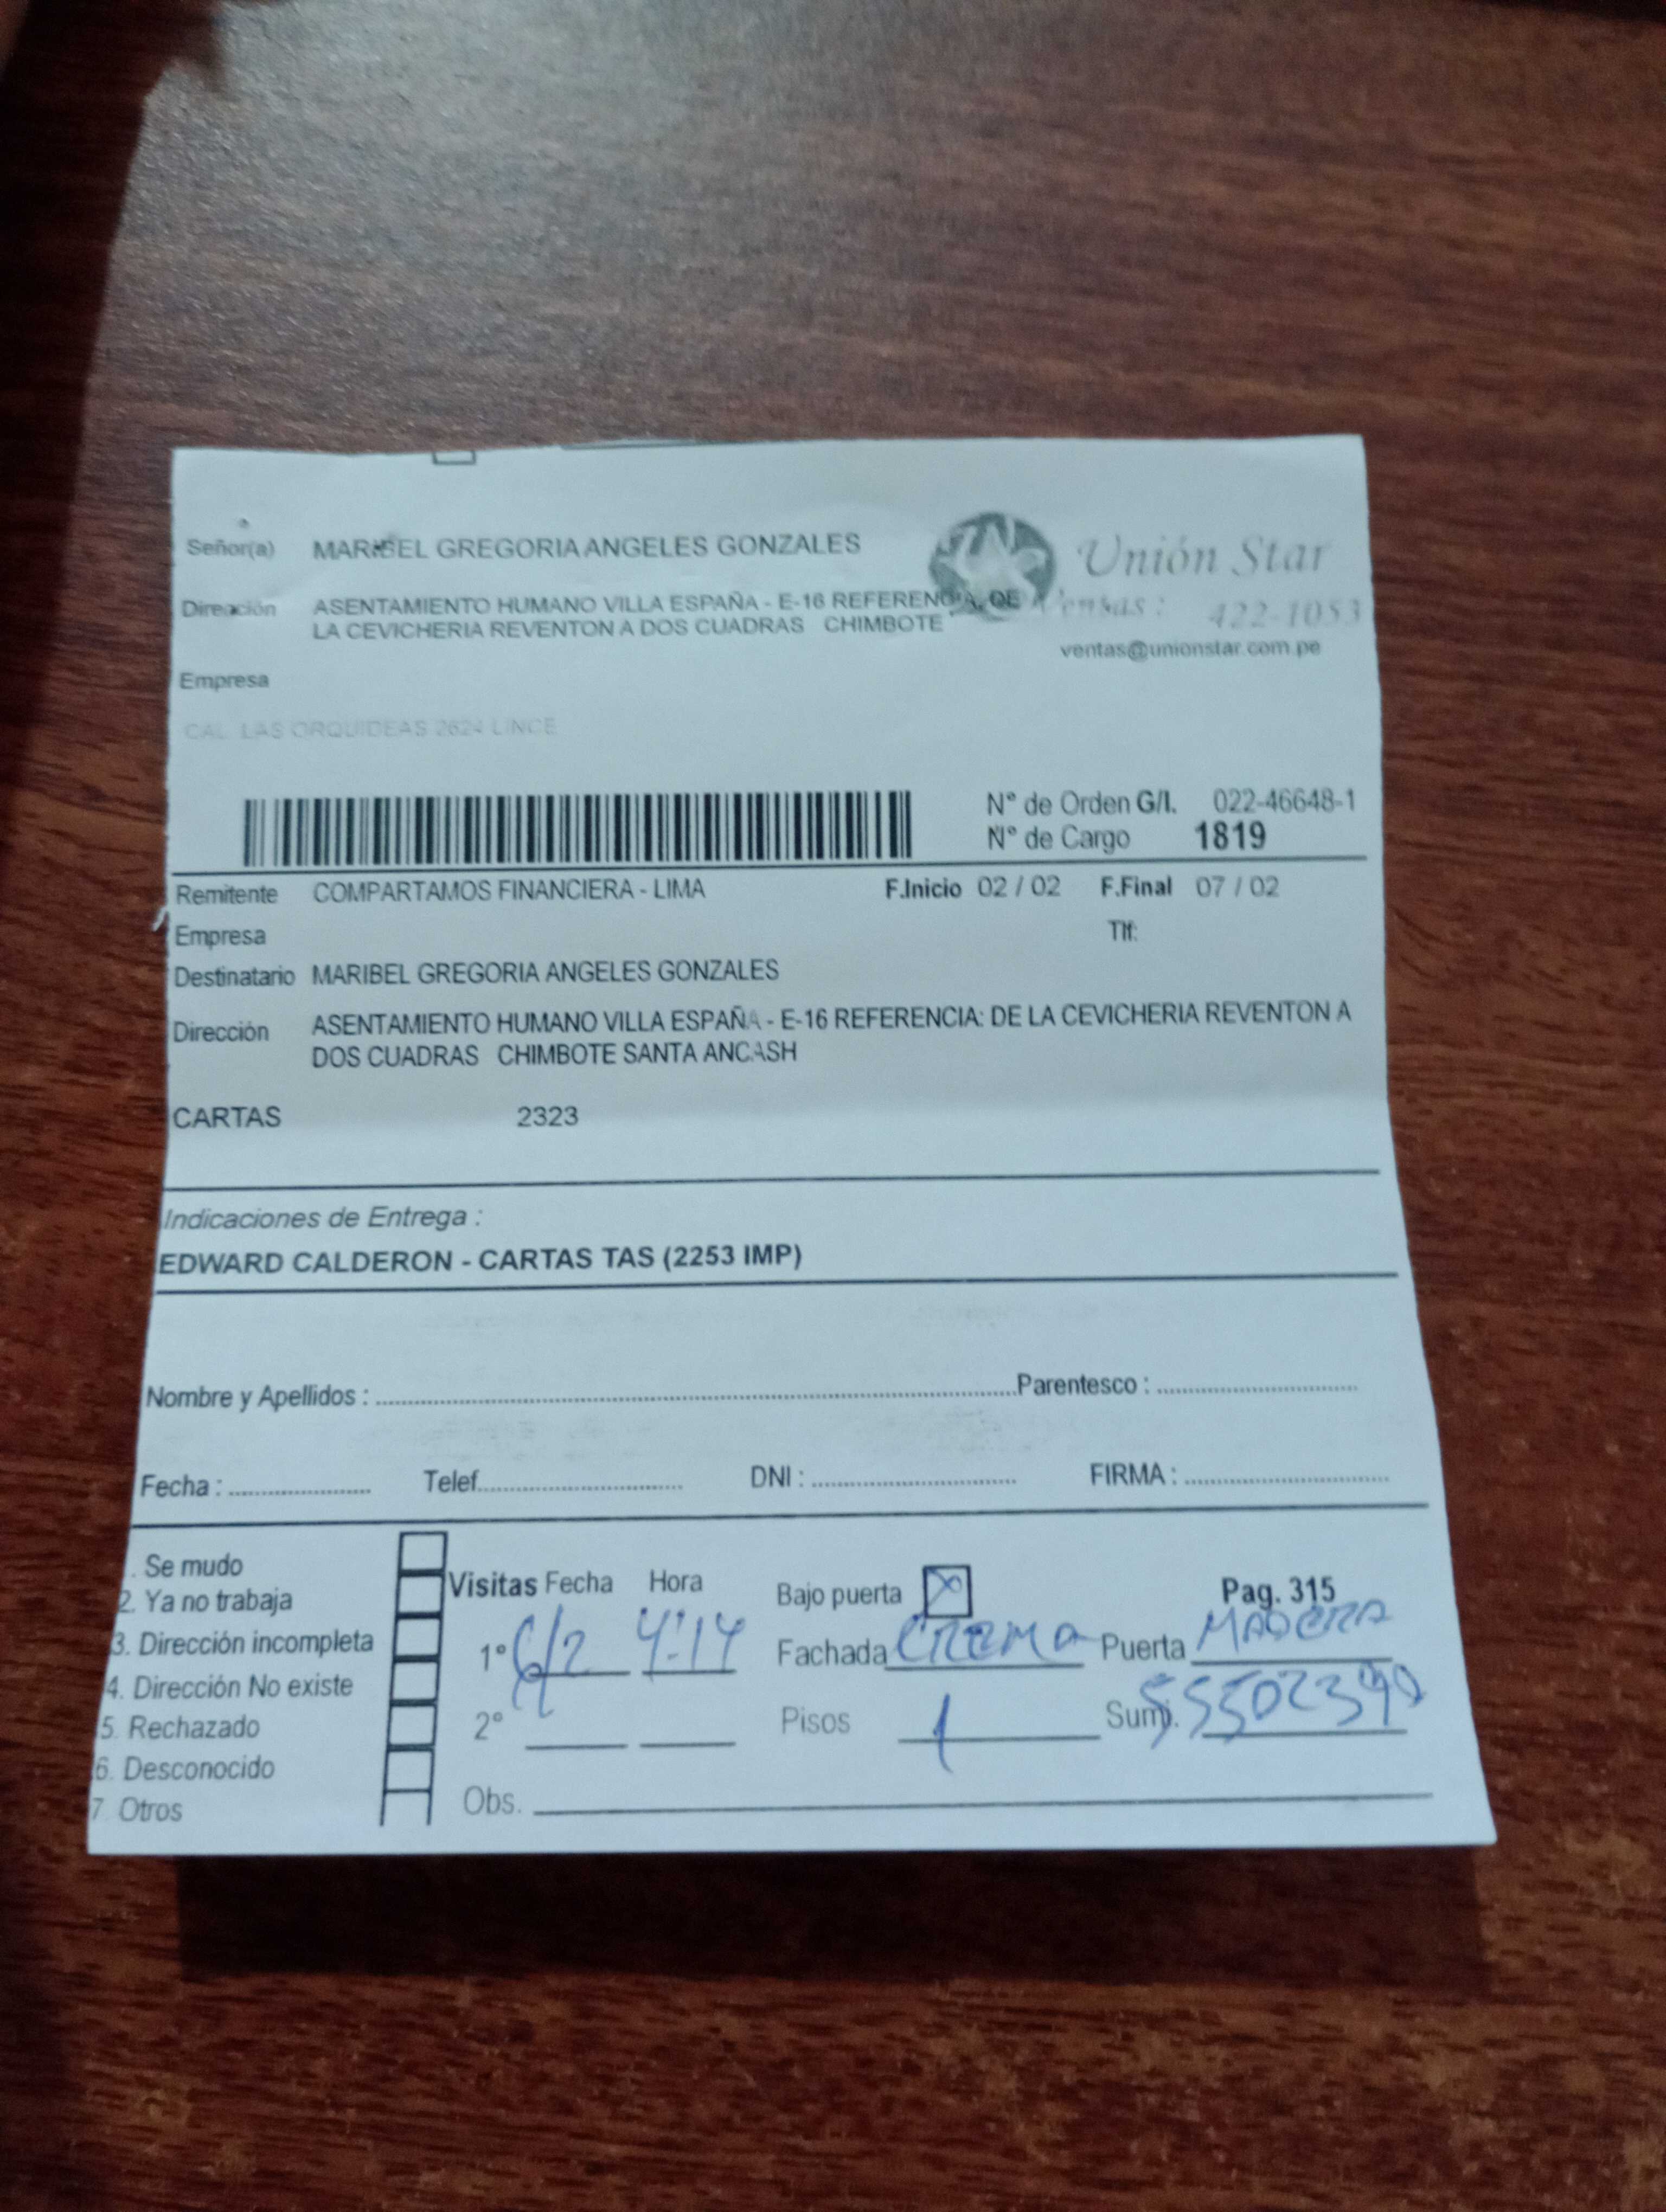 Señor(a) MARIBEL GREGORIA ANGELES GONZALES
Unión Star
Dirección ASENTAMIENTO HUMANO VILLA ESPAÑA - E-16 REFERENCIA, DE
LA CEVICHERIA REVENTON A DOS CUADRAS CHIMBOTE
Ventas : 422-1053
ventas@unionstar.com.pe
Empresa
CAL. LAS ORQUIDEAS 2624 LINCE
N° de Orden G/I. 022-46648-1
N° de Cargo 1819
Remitente COMPARTAMOS FINANCIERA - LIMA F.Inicio 02 / 02 F.Final 07 / 02
Empresa Tlf:
Destinatario MARIBEL GREGORIA ANGELES GONZALES
Dirección ASENTAMIENTO HUMANO VILLA ESPAÑA - E-16 REFERENCIA: DE LA CEVICHERIA REVENTON A
DOS CUADRAS CHIMBOTE SANTA ANCASH
CARTAS 2323
Indicaciones de Entrega :
EDWARD CALDERON - CARTAS TAS (2253 IMP)
Nombre y Apellidos : Parentesco :
Fecha : Telef. DNI : FIRMA :
. Se mudo
2. Ya no trabaja
3. Dirección incompleta
4. Dirección No existe
5. Rechazado
6. Desconocido
7. Otros
Visitas Fecha Hora Bajo puerta X Pag. 315
1° 6/2 4:14 Fachada CREMA Puerta MADERA
2° Pisos 1 Sum. 55502390
Obs.